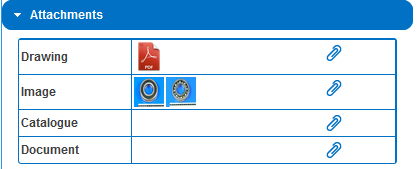 Attachments
Drawing
PDF
Image
Catalogue
Document